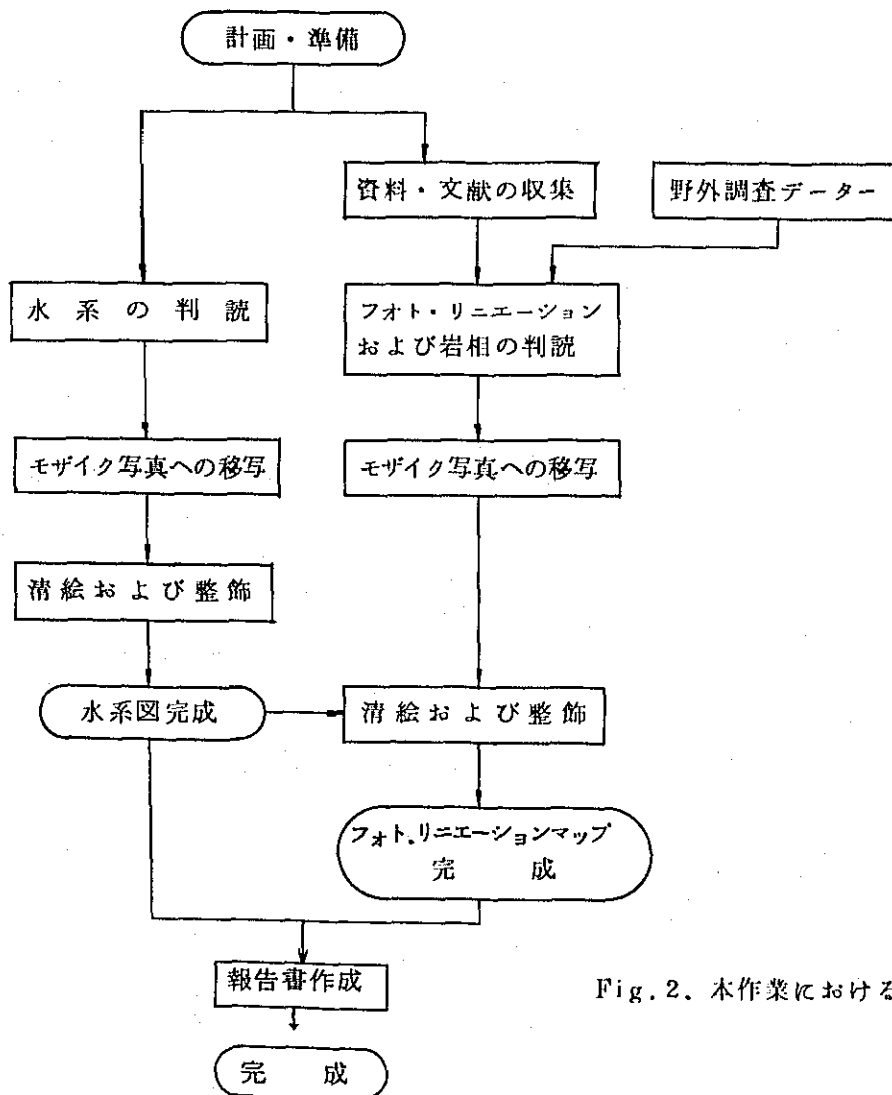 計画・準備
資料・文献の収集
野外調査データー
水系の判読
フォト・リニエーション
および岩相の判読
モザイク写真への移写
モザイク写真への移写
清絵および整飾
水系図完成
清絵および整飾
フォト.リニエーションマップ
完成
報告書作成
Fig.2. 本作業における
完成